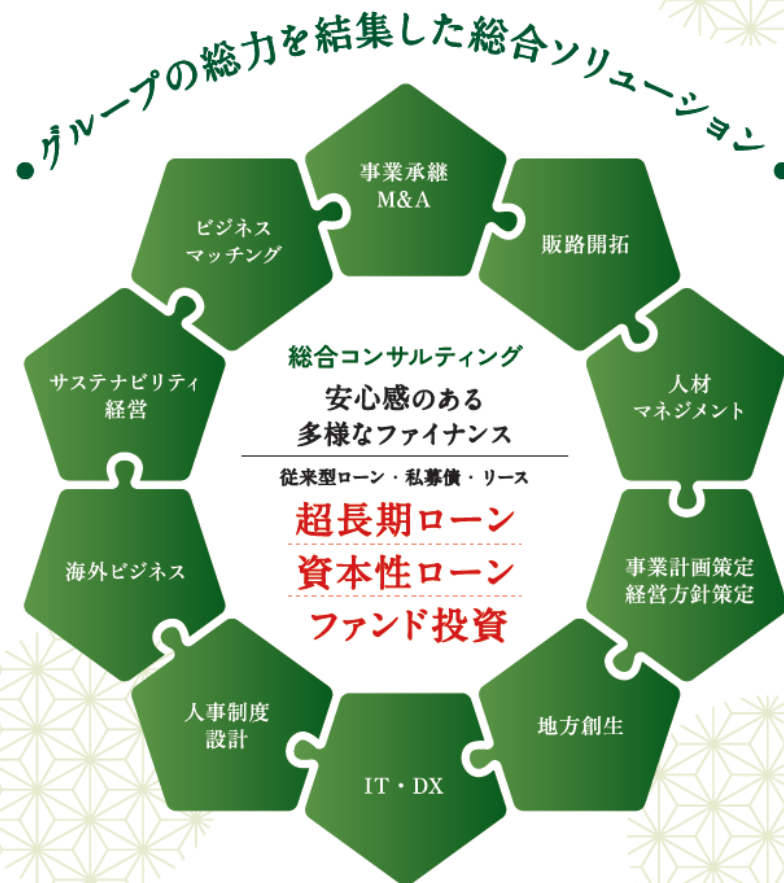 グループの総力を結集した総合ソリューション
事業承継
M&A
販路開拓
人材
マネジメント
事業計画策定
経営方針策定
地方創生
IT・DX
人事制度
設計
海外ビジネス
サステナビリティ
経営
ビジネス
マッチング
総合コンサルティング
安心感のある
多様なファイナンス
従来型ローン・私募債・リース
超長期ローン
資本性ローン
ファンド投資